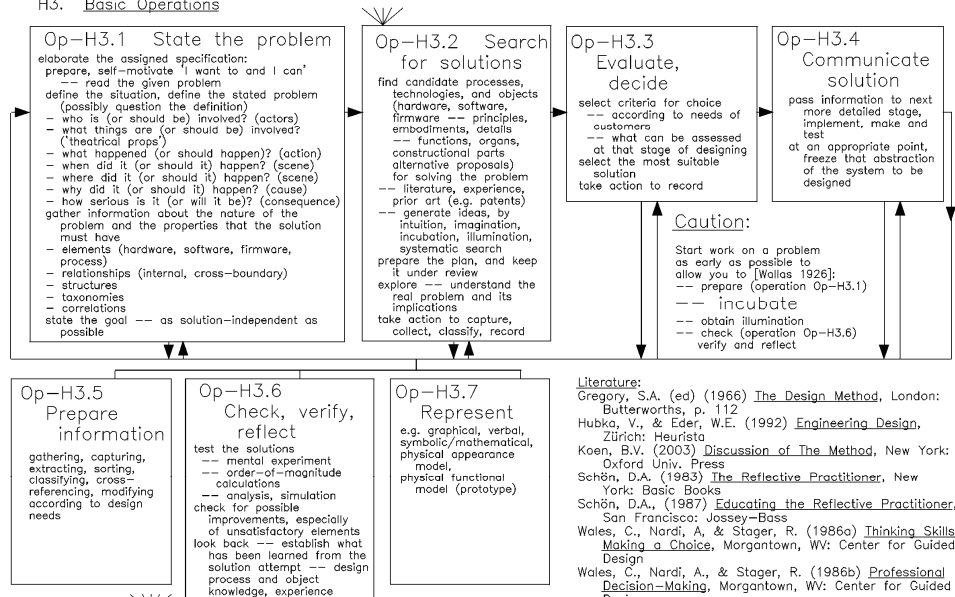 H3. Basic Operations
Op-H3.1 State the problem
elaborate the assigned specification:
prepare, self-motivate 'I want to and I can'
-- read the given problem
define the situation, define the stated problem
(possibly question the definition)
- who is (or should be) involved? (actors)
- what things are (or should be) involved?
('theatrical props')
- what happened (or should happen)? (action)
- when did it (or should it) happen? (scene)
- where did it (or should it) happen? (scene)
- why did it (or should it) happen? (cause)
- how serious is it (or will it be)? (consequence)
gather information about the nature of the
problem and the properties that the solution
must have
- elements (hardware, software, firmware,
process)
- relationships (internal, cross-boundary)
- structures
- taxonomies
- correlations
state the goal -- as solution-independent as
possible
Op-H3.2 Search
for solutions
find candidate processes,
technologies, and objects
(hardware, software,
firmware -- principles,
embodiments, details
-- functions, organs,
constructional parts
alternative proposals)
for solving the problem
-- literature, experience,
prior art (e.g. patents)
-- generate ideas, by
intuition, imagination,
incubation, illumination,
systematic search
prepare the plan, and keep
it under review
explore -- understand the
real problem and its
implications
take action to capture,
collect, classify, record
Op-H3.3
Evaluate,
decide
select criteria for choice
-- according to needs of
customers
-- what can be assessed
at that stage of designing
select the most suitable
solution
take action to record
Op-H3.4
Communicate
solution
pass information to next
more detailed stage,
implement, make and
test
at an appropriate point,
freeze that abstraction
of the system to be
designed
Caution:
Start work on a problem
as early as possible to
allow you to [Wallas 1926]:
-- prepare (operation Op-H3.1)
-- incubate
-- obtain illumination
-- check (operation Op-H3.6)
verify and reflect
Op-H3.5
Prepare
information
gathering, capturing,
extracting, sorting,
classifying, cross-
referencing, modifying
according to design
needs
Op-H3.6
Check, verify,
reflect
test the solutions
-- mental experiment
-- order-of-magnitude
calculations
-- analysis, simulation
check for possible
improvements, especially
of unsatisfactory elements
look back -- establish what
has been learned from the
solution attempt -- design
process and object
knowledge, experience
Op-H3.7
Represent
e.g. graphical, verbal,
symbolic/mathematical,
physical appearance
model,
physical functional
model (prototype)
Literature:
Gregory, S.A. (ed) (1966) The Design Method, London:
Butterworths, p. 112
Hubka, V., & Eder, W.E. (1992) Engineering Design,
Zürich: Heurista
Koen, B.V. (2003) Discussion of The Method, New York:
Oxford Univ. Press
Schön, D.A. (1983) The Reflective Practitioner, New
York: Basic Books
Schön, D.A., (1987) Educating the Reflective Practitioner,
San Francisco: Jossey-Bass
Wales, C., Nardi, A, & Stager, R. (1986a) Thinking Skills
Making a Choice, Morgantown, WV: Center for Guided
Design
Wales, C., Nardi, A., & Stager, R. (1986b) Professional
Decision-Making, Morgantown, WV: Center for Guided